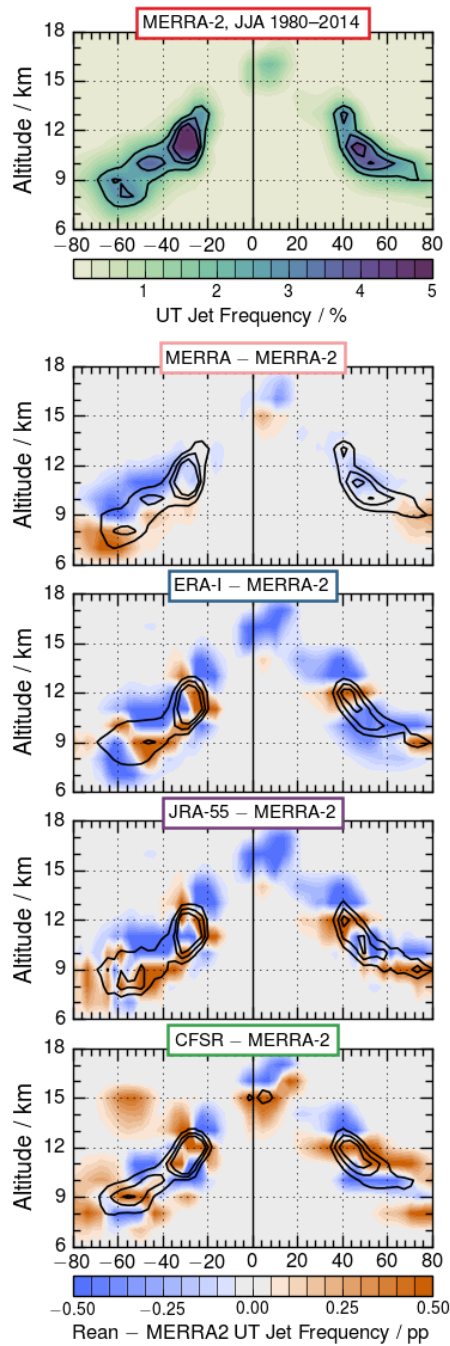 MERRA-2, JJA 1980–2014
18
15
12
9
6
Altitude / km
−80 −60 −40 −20 0 20 40 60 80
1 2 3 4 5
UT Jet Frequency / %
MERRA − MERRA-2
18
15
12
9
6
Altitude / km
ERA-I − MERRA-2
18
15
12
9
6
Altitude / km
JRA-55 − MERRA-2
18
15
12
9
6
Altitude / km
CFSR − MERRA-2
18
15
12
9
6
Altitude / km
−80 −60 −40 −20 0 20 40 60 80
−0.50 −0.25 0.00 0.25 0.50
Rean − MERRA2 UT Jet Frequency / pp